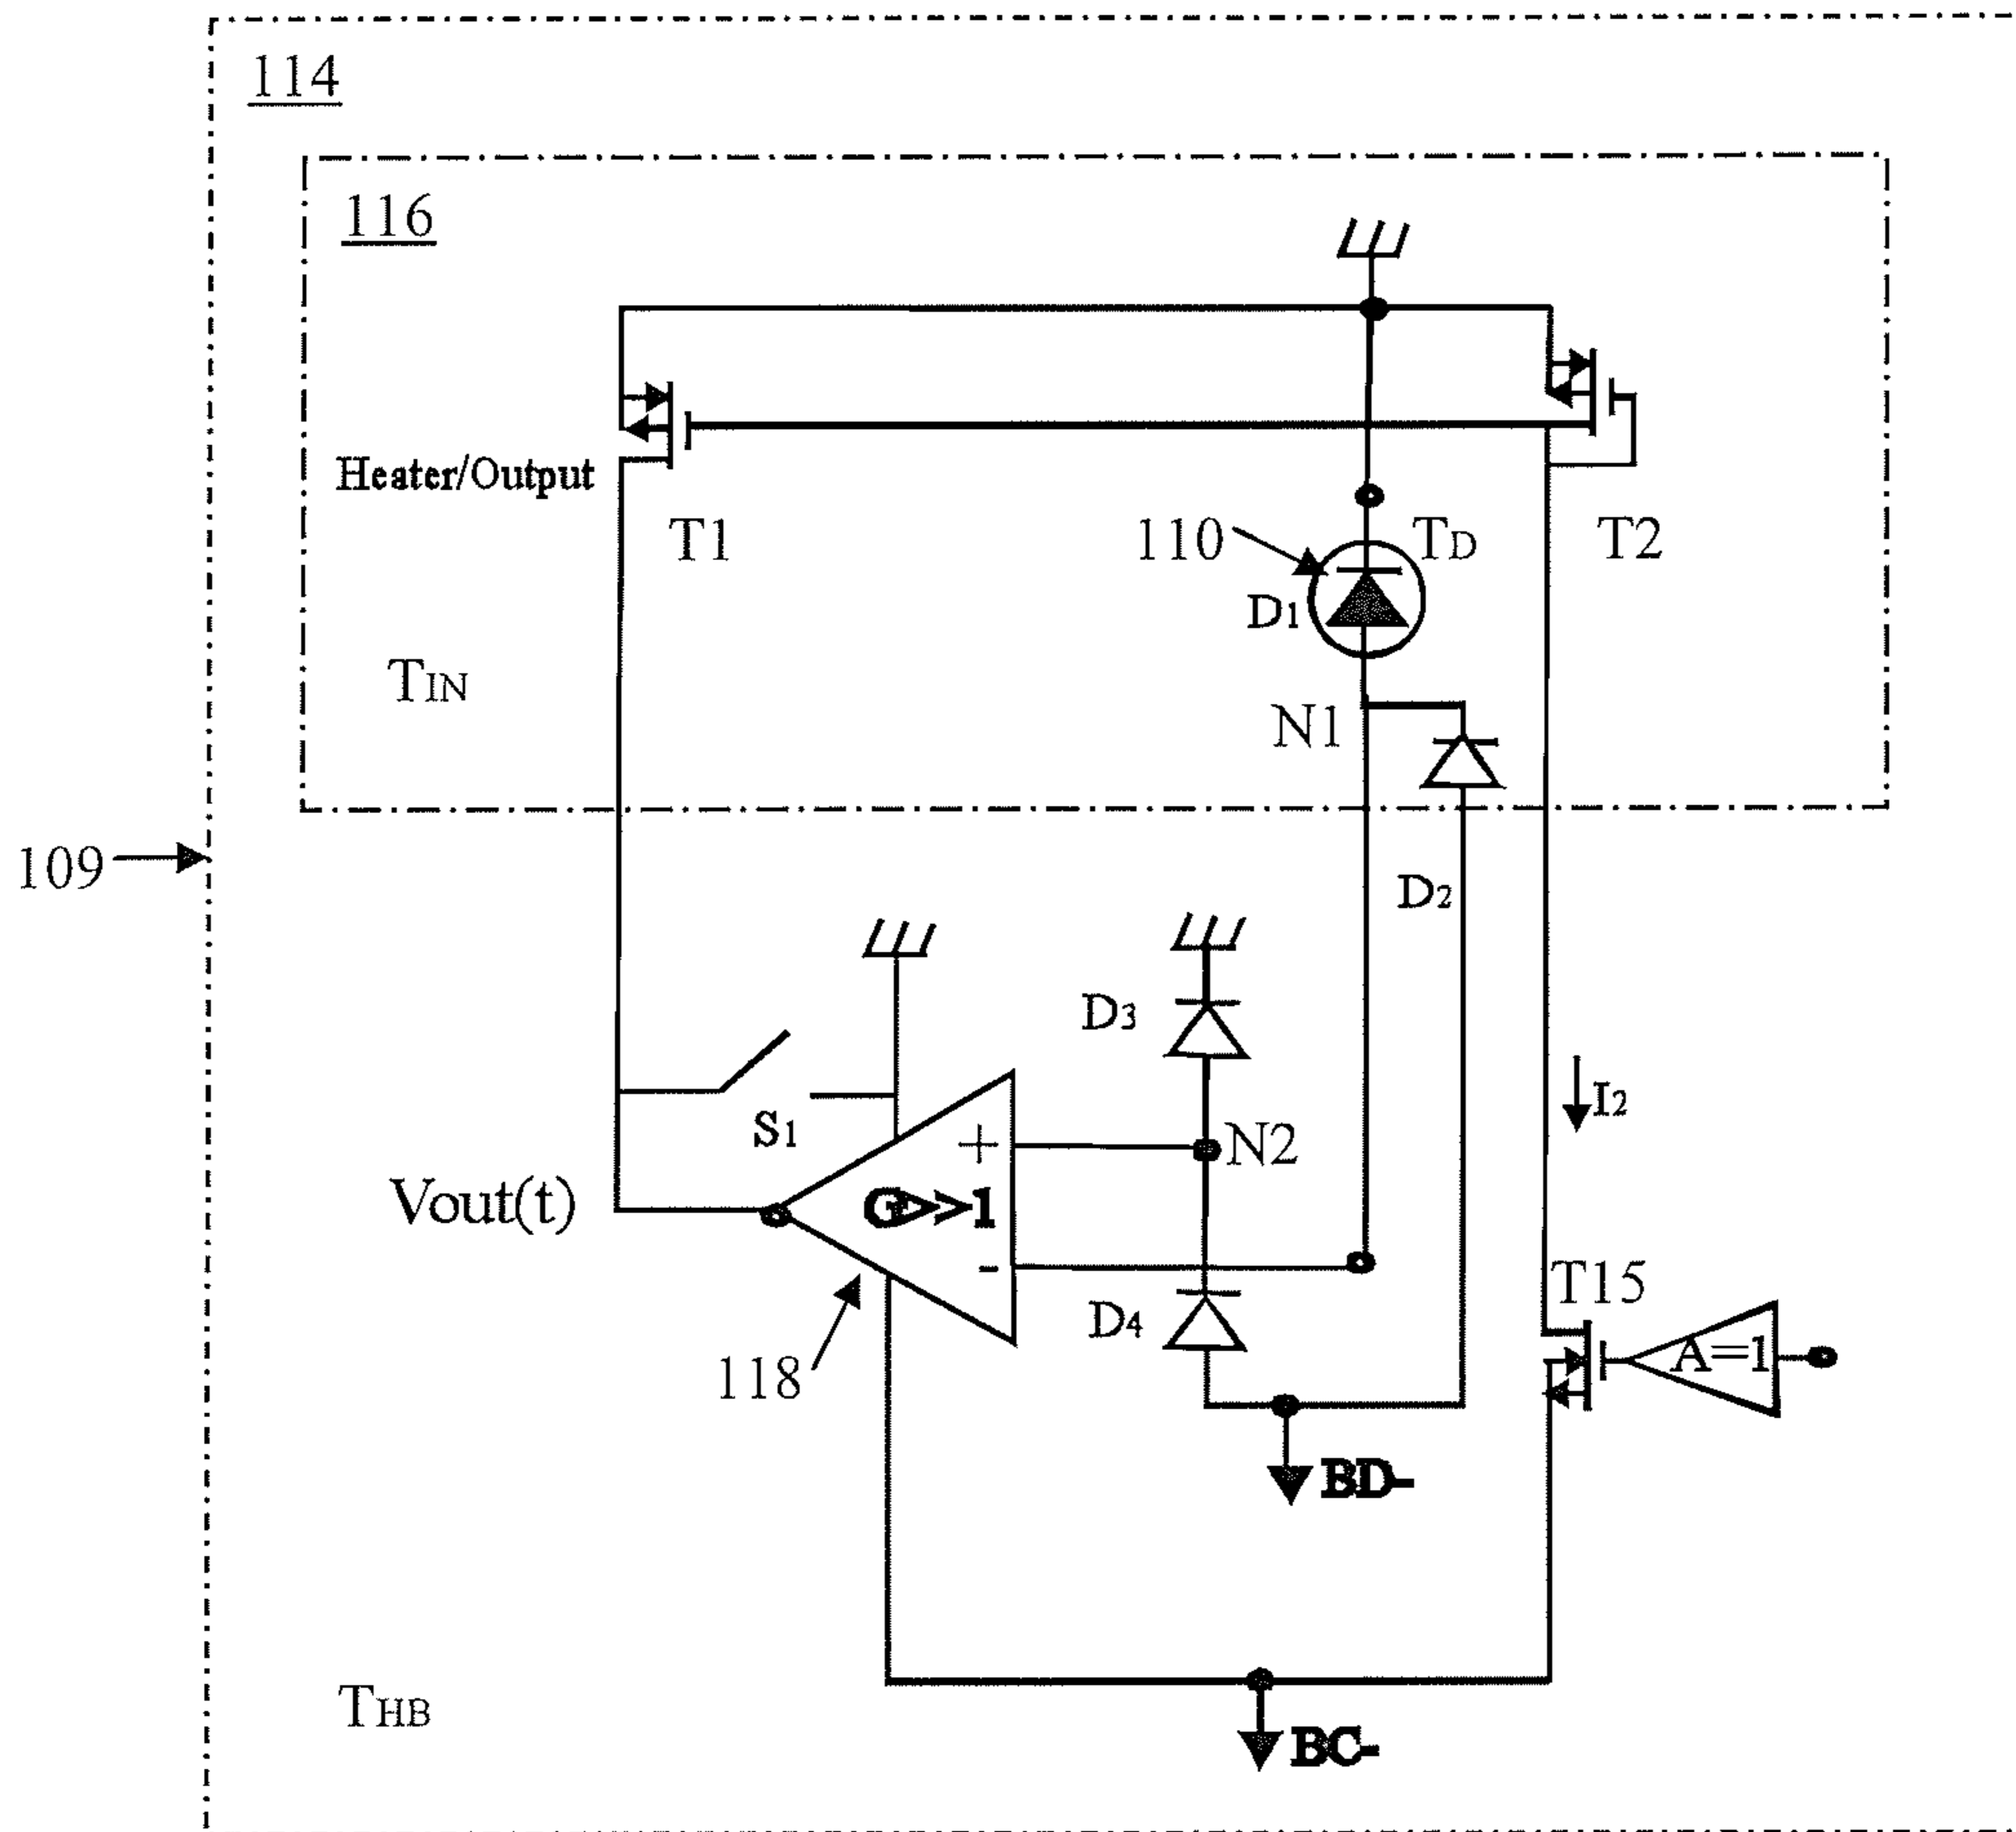 114
116
Heater/Output
T1
110
TD
T2
D1
TIN
N1
109
D2
D3
S1
+
N2
I2
Vout(t)
G>>1
-
T15
D4
A=1
118
BD-
THB
BC-